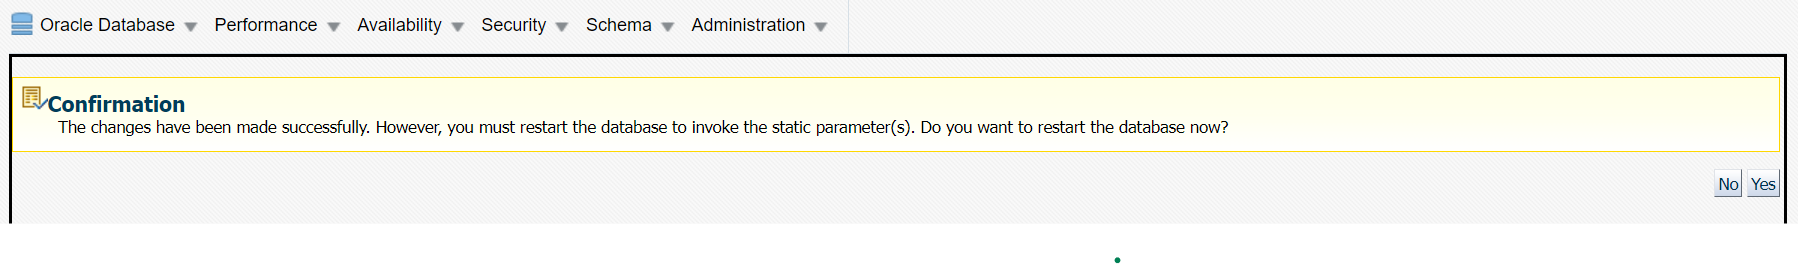 Oracle Database Performance Availability Security Schema Administration
Confirmation
The changes have been made successfully. However, you must restart the database to invoke the static parameter(s). Do you want to restart the database now?
No Yes